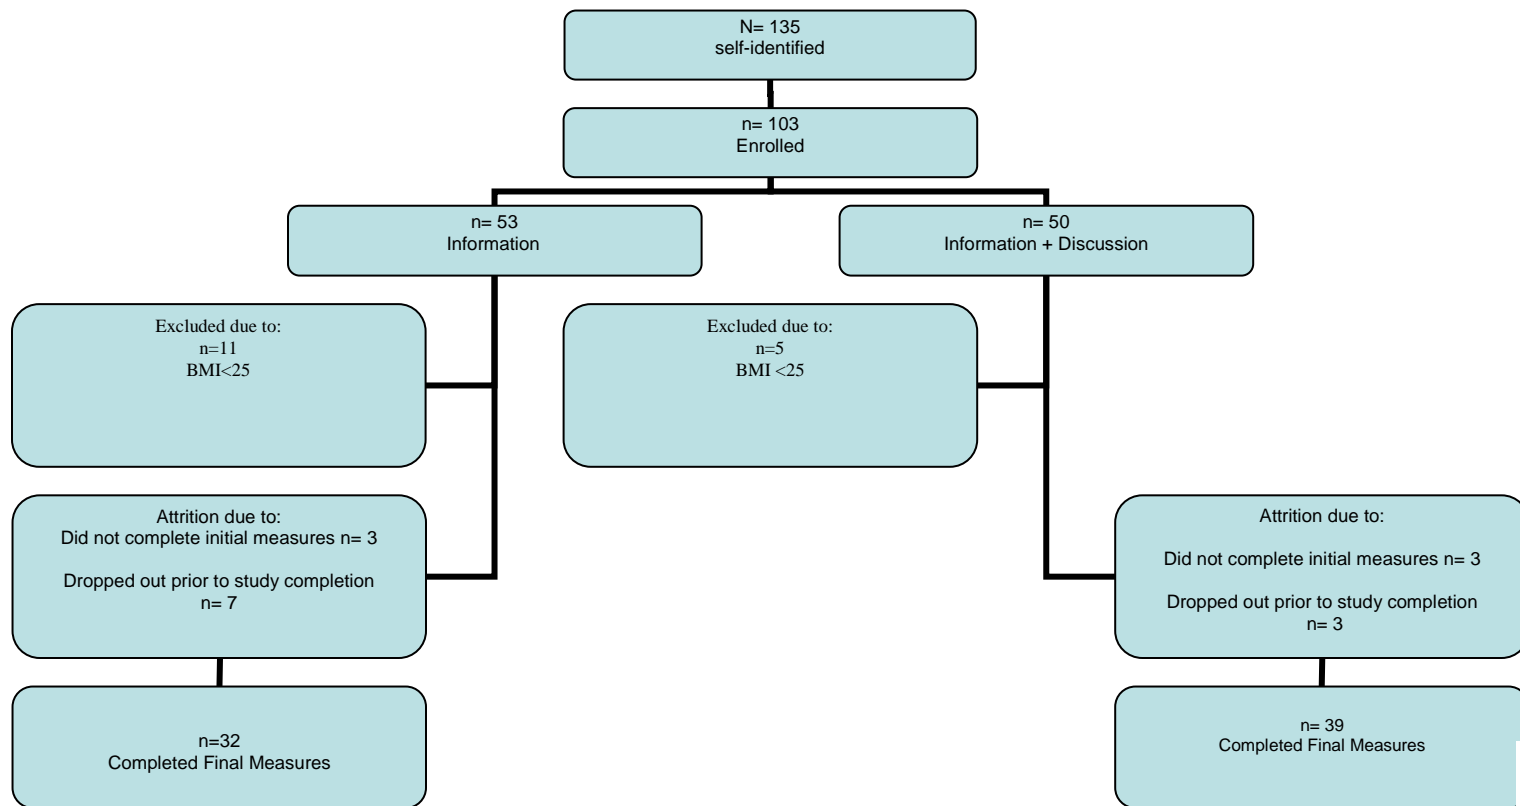 N= 135
self-identified
n= 103
Enrolled
n= 53
Information
n= 50
Information + Discussion
Excluded due to:
n=11
BMI<25
Excluded due to:
n=5
BMI <25
Attrition due to:
Did not complete initial measures n= 3
Dropped out prior to study completion
n= 7
Attrition due to:
Did not complete initial measures n= 3
Dropped out prior to study completion
n= 3
n=32
Completed Final Measures
n= 39
Completed Final Measures